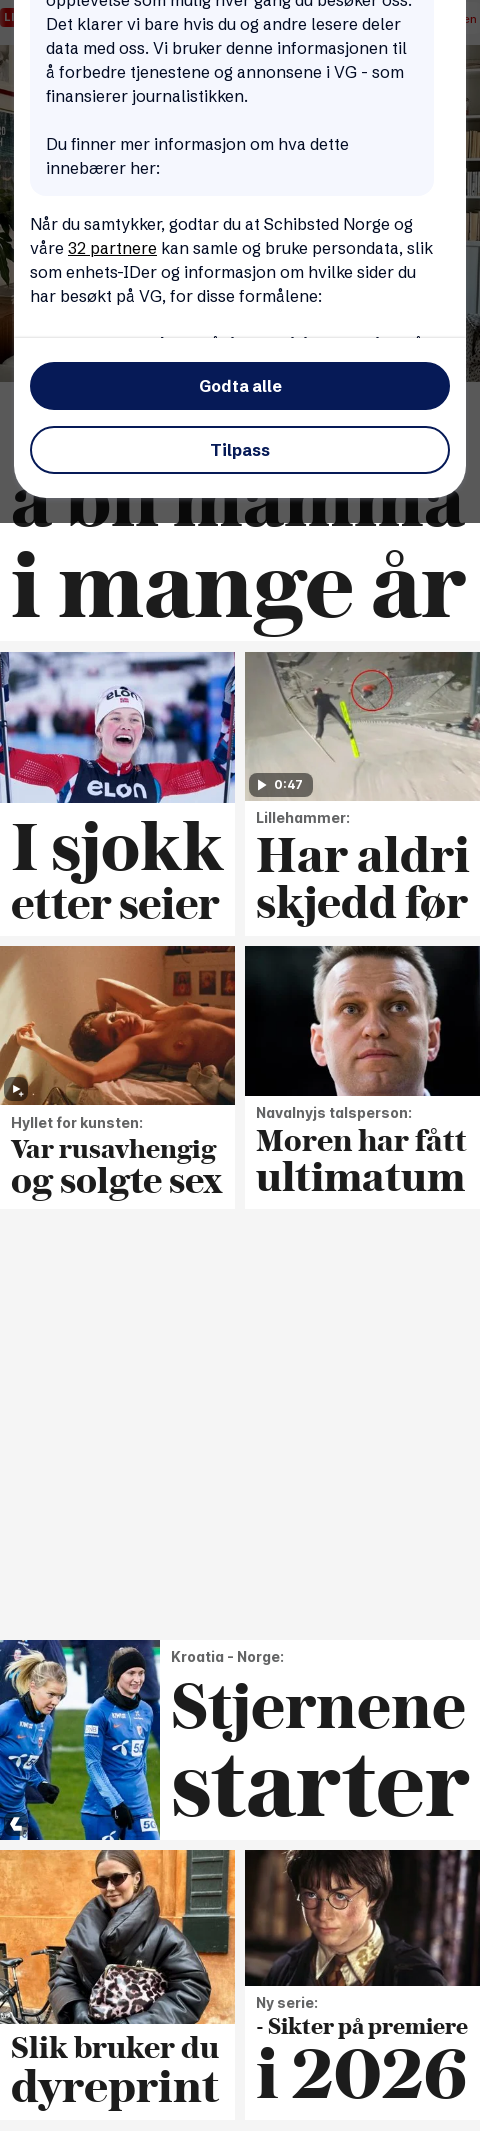 opplevelse som mulig hver gang du besøker oss.
Det klarer vi bare hvis du og andre lesere deler
data med oss. Vi bruker denne informasjonen til
å forbedre tjenestene og annonsene i VG - som
finansierer journalistikken.
Du finner mer informasjon om hva dette
innebærer her:
Når du samtykker, godtar du at Schibsted Norge og
våre 32 partnere kan samle og bruke persondata, slik
som enhets-IDer og informasjon om hvilke sider du
har besøkt på VG, for disse formålene:
Godta alle
Tilpass
å bli mamma
i mange år
elon
elon
0:47
I sjokk
etter seier
Lillehammer:
Har aldri
skjedd før
Hyllet for kunsten:
Var rusavhengig
og solgte sex
Navalnyjs talsperson:
Moren har fått
ultimatum
Kroatia - Norge:
Stjernene
starter
Slik bruker du
dyreprint
Ny serie:
- Sikter på premiere
i 2026